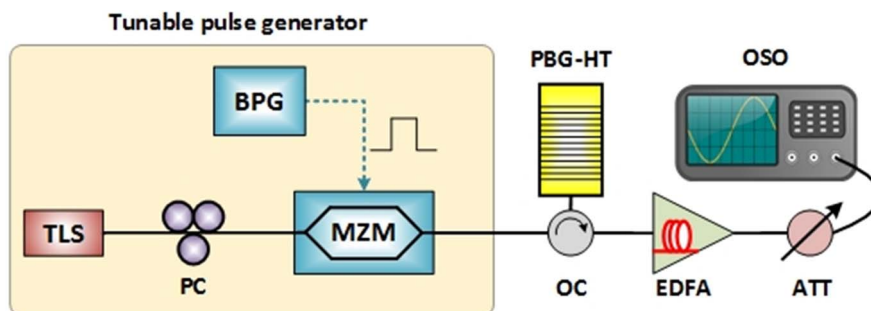 Tunable pulse generator
PBG-HT
OSO
BPG
TLS
MZM
PC
OC
EDFA
ATT